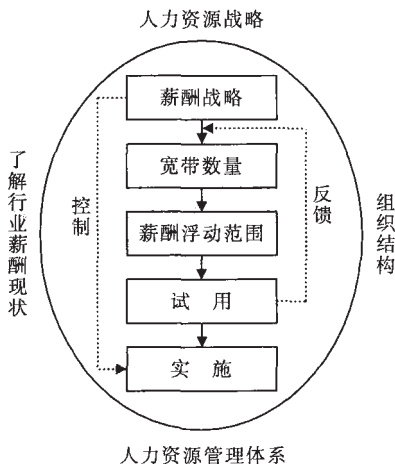 人力资源战略
薪酬战略
宽带数量
薪酬浮动范围
试 用
实 施
控制
反馈
了解行业薪酬现状
组织结构
人力资源管理体系